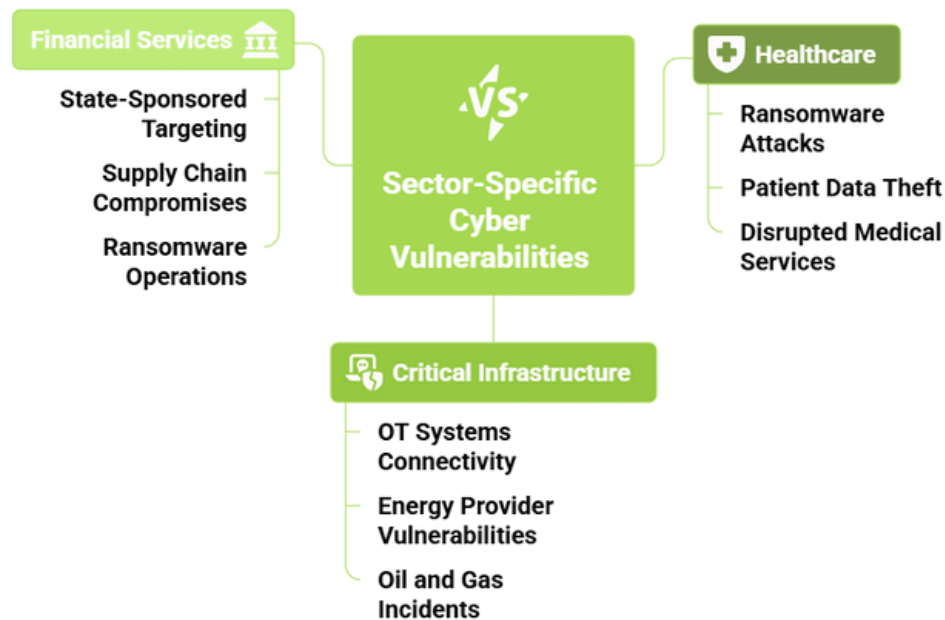 Financial Services
State-Sponsored
Targeting
Supply Chain
Compromises
Ransomware
Operations
VS
Sector-Specific
Cyber
Vulnerabilities
Healthcare
Ransomware
Attacks
Patient Data Theft
Disrupted Medical
Services
Critical Infrastructure
OT Systems
Connectivity
Energy Provider
Vulnerabilities
Oil and Gas
Incidents